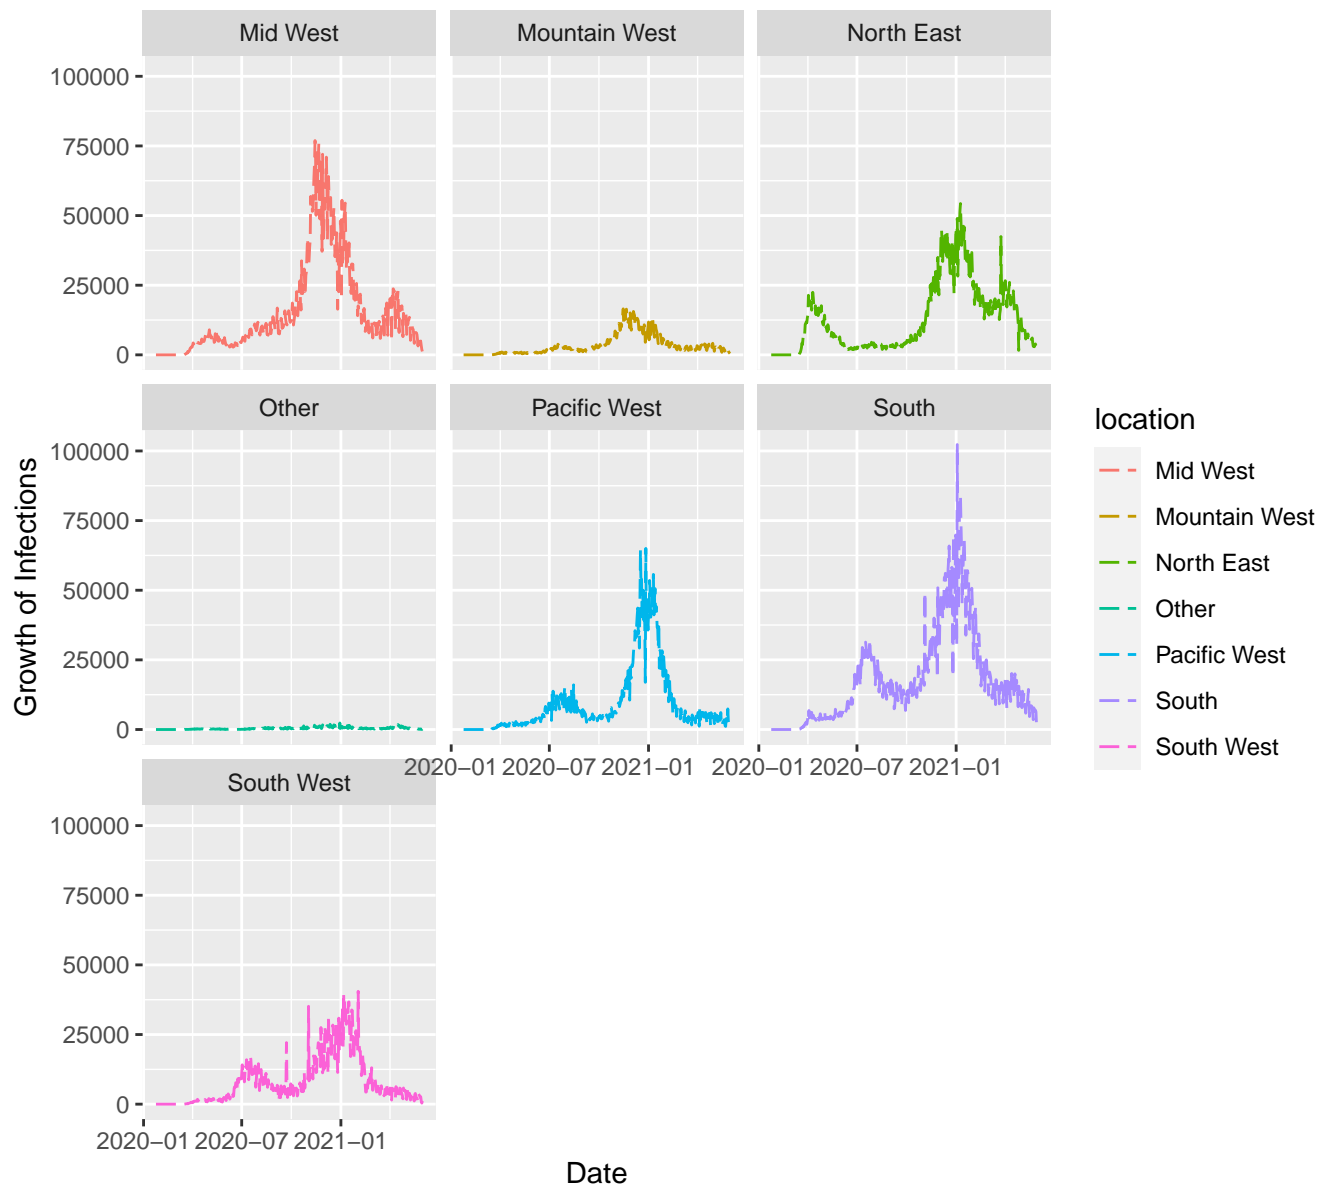 Mid West
Mountain West
North East
100000
75000
50000
25000
0
Other
Pacific West
South
100000
75000
50000
25000
0
2020−01 2020−07 2021−01
2020−01 2020−07 2021−01
South West
100000
75000
50000
25000
0
2020−01 2020−07 2021−01
Growth of Infections
Date
location
Mid West
Mountain West
North East
Other
Pacific West
South
South West